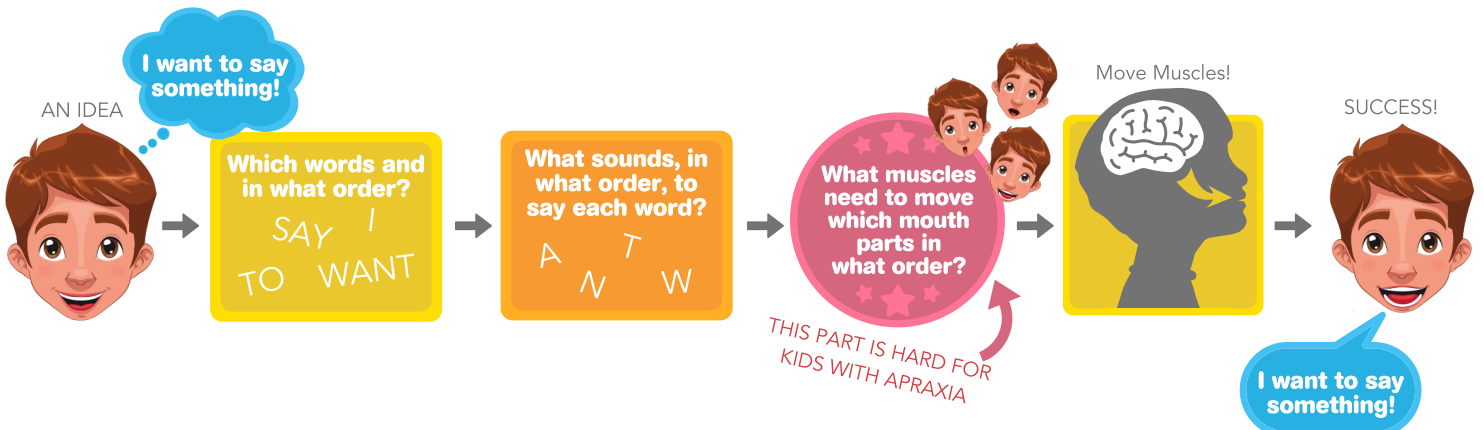 AN IDEA
I want to say
something!
Which words and
in what order?
SAY I
TO WANT
What sounds, in
what order, to
say each word?
A T
N W
What muscles
need to move
which mouth
parts in
what order?
THIS PART IS HARD FOR
KIDS WITH APRAXIA
Move Muscles!
SUCCESS!
I want to say
something!